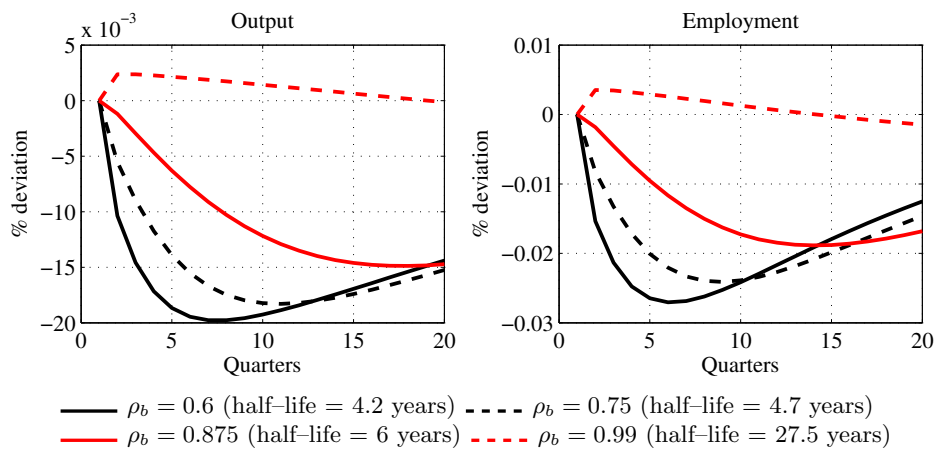 Output
Employment
x 10⁻³
5
0
−5
−10
−15
−20
5
10
15
20
Quarters
% deviation
0.01
0
−0.01
−0.02
−0.03
0
5
10
15
20
Quarters
% deviation
ρ_b = 0.6 (half–life = 4.2 years)
ρ_b = 0.75 (half–life = 4.7 years)
ρ_b = 0.875 (half–life = 6 years)
ρ_b = 0.99 (half–life = 27.5 years)